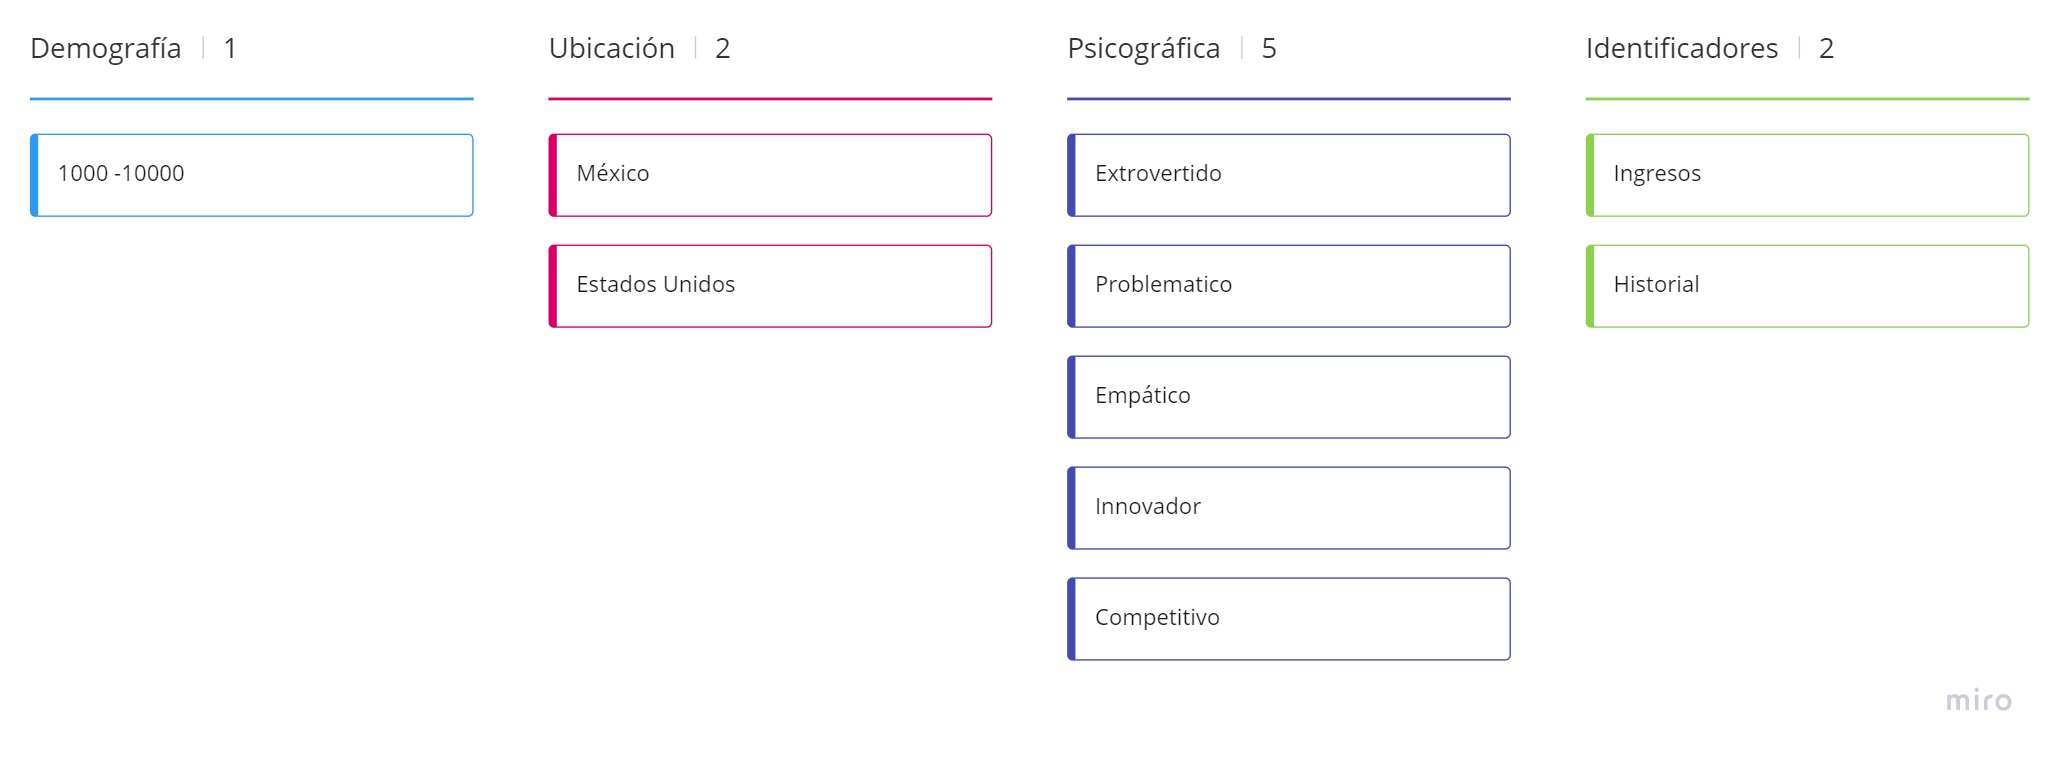 Demografía | 1
1000 -10000
Ubicación | 2
México
Estados Unidos
Psicográfica | 5
Extrovertido
Problematico
Empático
Innovador
Competitivo
Identificadores | 2
Ingresos
Historial
miro